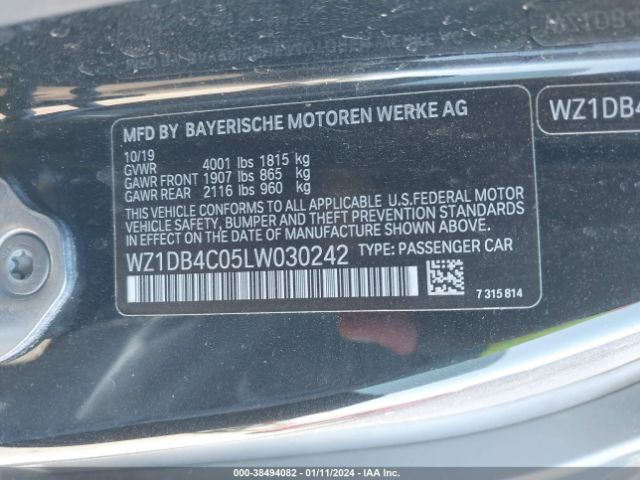 MFD BY BAYERISCHE MOTOREN WERKE AG
10/19
GVWR 4001 lbs 1815 kg
GAWR FRONT 1907 lbs 865 kg
GAWR REAR 2116 lbs 960 kg
THIS VEHICLE CONFORMS TO ALL APPLICABLE U.S.FEDERAL MOTOR
VEHICLE SAFETY, BUMPER AND THEFT PREVENTION STANDARDS
IN EFFECT ON THE DATE OF MANUFACTURE SHOWN ABOVE.
WZ1DB4C05LW030242 TYPE: PASSENGER CAR
7 315 814
WZ1DB4
000-38494082 - 01/11/2024 - IAA Inc.